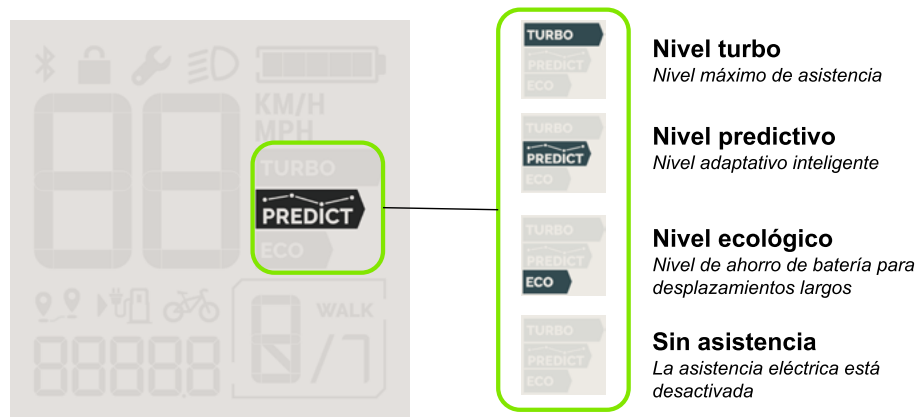 KM/H
MPH
TURBO
PREDICT
ECO
WALK
/7
TURBO
PREDICT
ECO
Nivel turbo
Nivel máximo de asistencia
TURBO
PREDICT
ECO
Nivel predictivo
Nivel adaptativo inteligente
TURBO
PREDICT
ECO
Nivel ecológico
Nivel de ahorro de batería para
desplazamientos largos
TURBO
PREDICT
ECO
Sin asistencia
La asistencia eléctrica está
desactivada